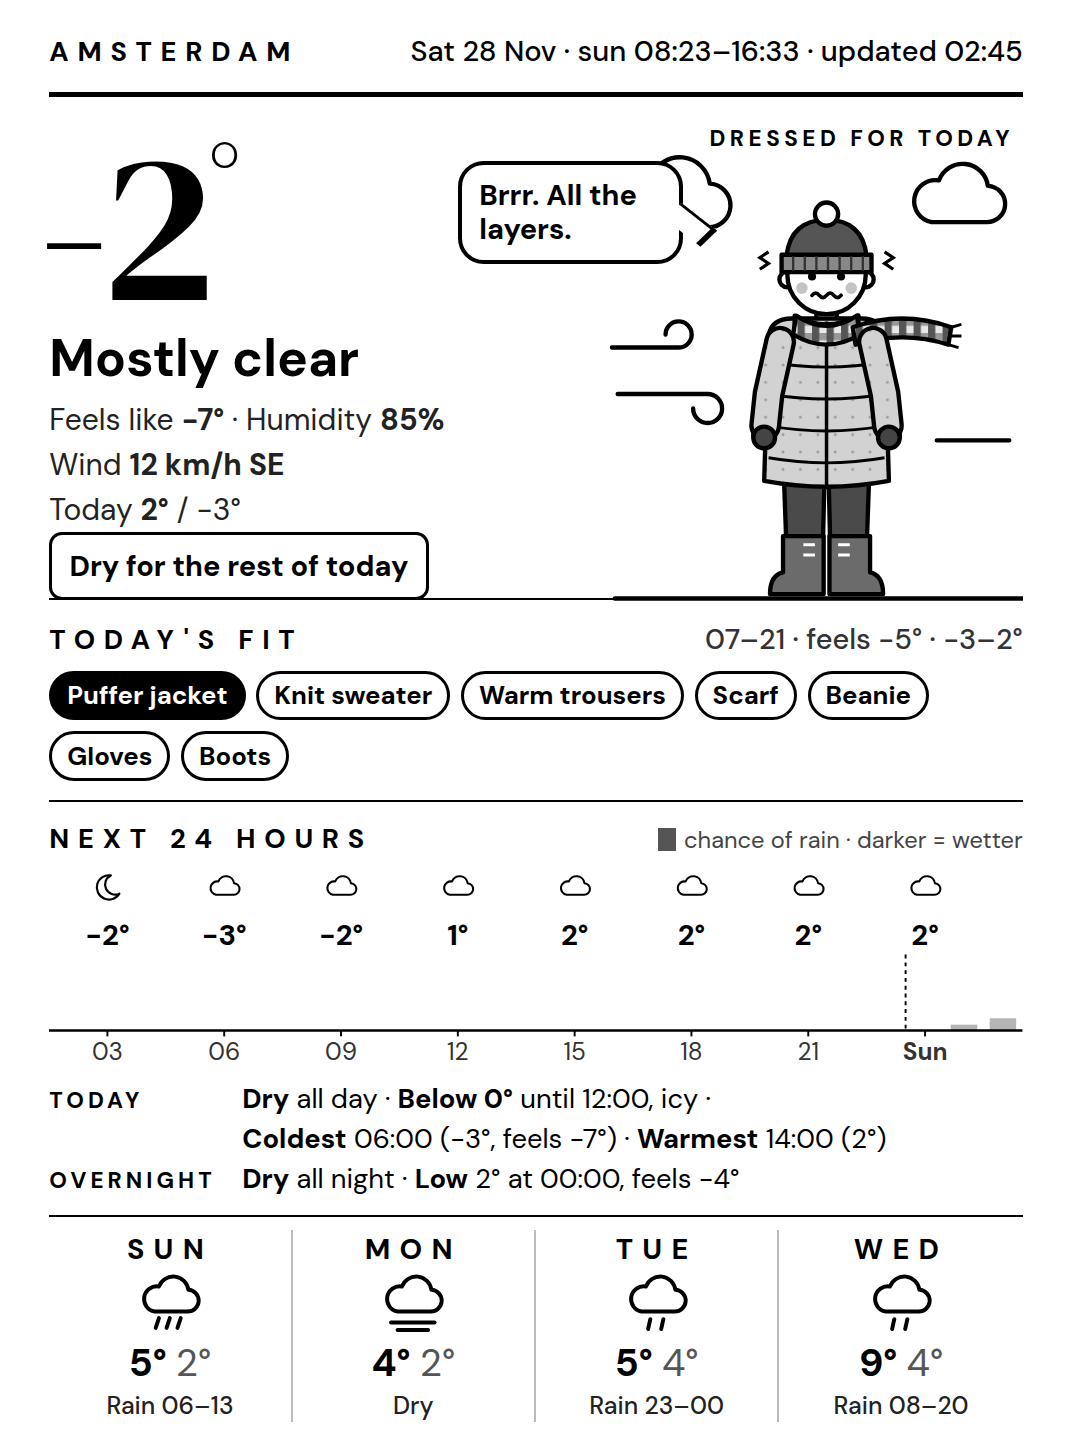 AMSTERDAM
Sat 28 Nov · sun 08:23–16:33 · updated 02:45
DRESSED FOR TODAY
–2°
Brrr. All the
layers.
Mostly clear
Feels like –7° · Humidity 85%
Wind 12 km/h SE
Today 2° / –3°
Dry for the rest of today
TODAY'S FIT
07–21 · feels –5° · –3–2°
Puffer jacket Knit sweater Warm trousers Scarf Beanie
Gloves Boots
NEXT 24 HOURS
chance of rain · darker = wetter
–2° –3° –2° 1° 2° 2° 2° 2°
03 06 09 12 15 18 21 Sun
TODAY Dry all day · Below 0° until 12:00, icy ·
Coldest 06:00 (–3°, feels –7°) · Warmest 14:00 (2°)
OVERNIGHT Dry all night · Low 2° at 00:00, feels –4°
SUN MON TUE WED
5° 2° 4° 2° 5° 4° 9° 4°
Rain 06–13 Dry Rain 23–00 Rain 08–20